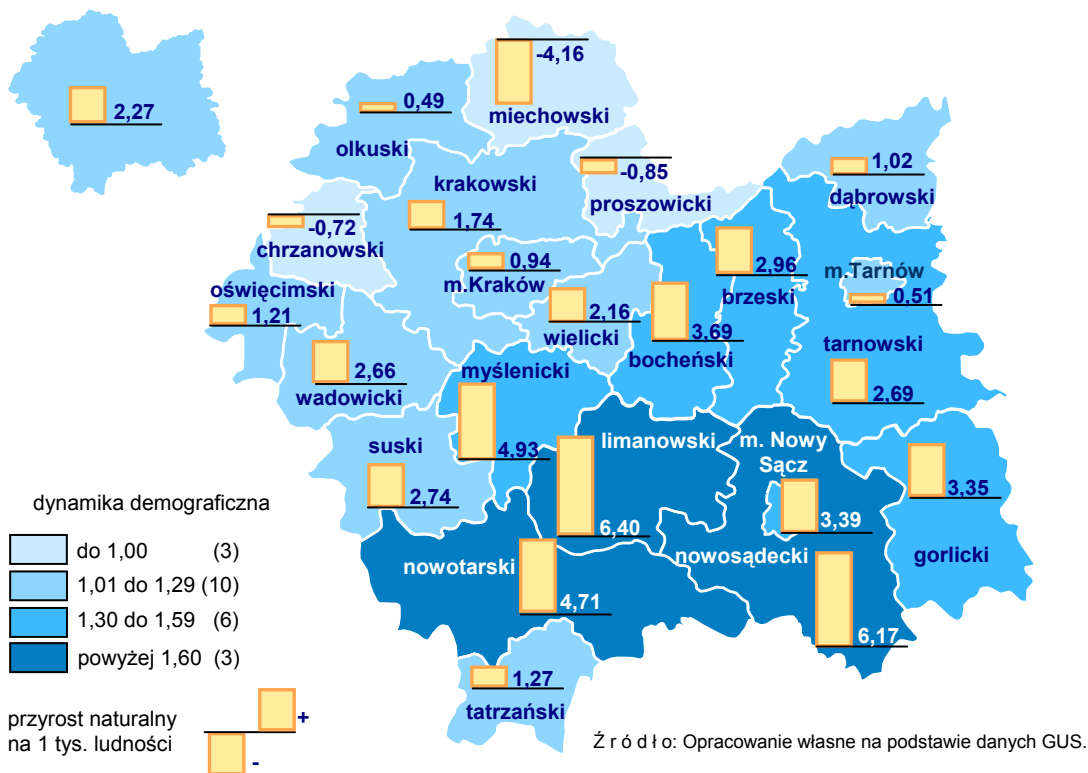 2,27
-4,16
miechowski
0,49
olkuski
-0,85
proszowicki
1,02
dąbrowski
krakowski
1,74
-0,72
chrzanowski
0,94
m.Kraków
2,96
brzeski
m.Tarnów
0,51
oświęcimski
1,21
2,16
wielicki
3,69
bocheński
tarnowski
2,69
2,66
wadowicki
myślenicki
4,93
suski
2,74
limanowski
6,40
m. Nowy
Sącz
3,39
3,35
gorlicki
nowotarski
4,71
nowosądecki
6,17
1,27
tatrzański
dynamika demograficzna
do 1,00 (3)
1,01 do 1,29 (10)
1,30 do 1,59 (6)
powyżej 1,60 (3)
przyrost naturalny
na 1 tys. ludności
+
-
Ź r ó d ł o: Opracowanie własne na podstawie danych GUS.